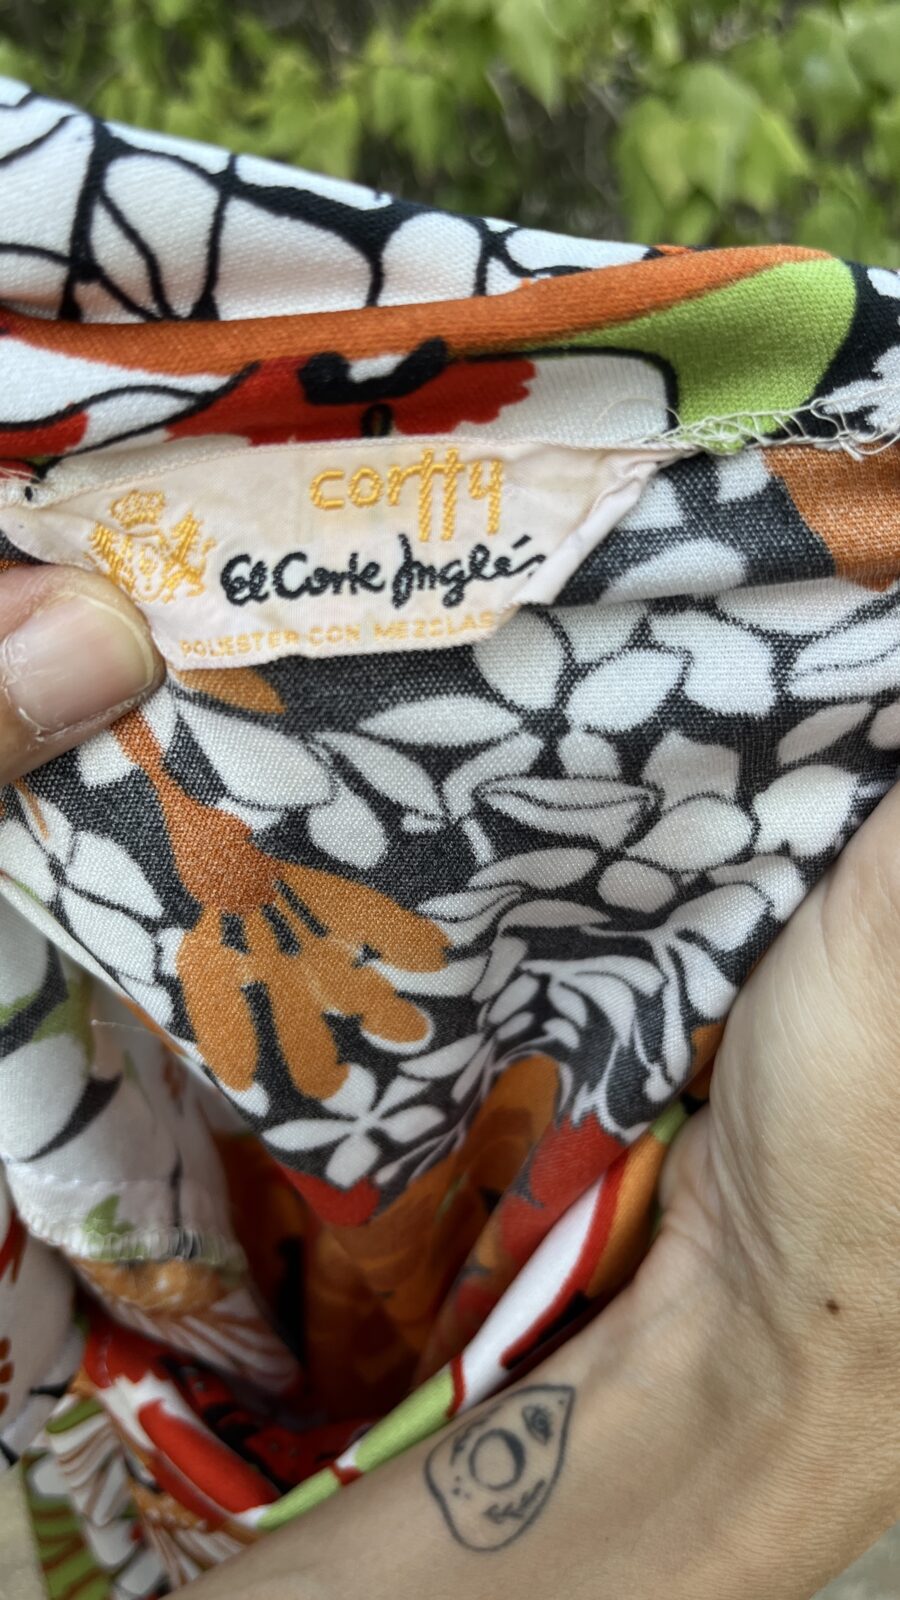 cortty
El Corte Inglés
POLIESTER CON MEZCLAS